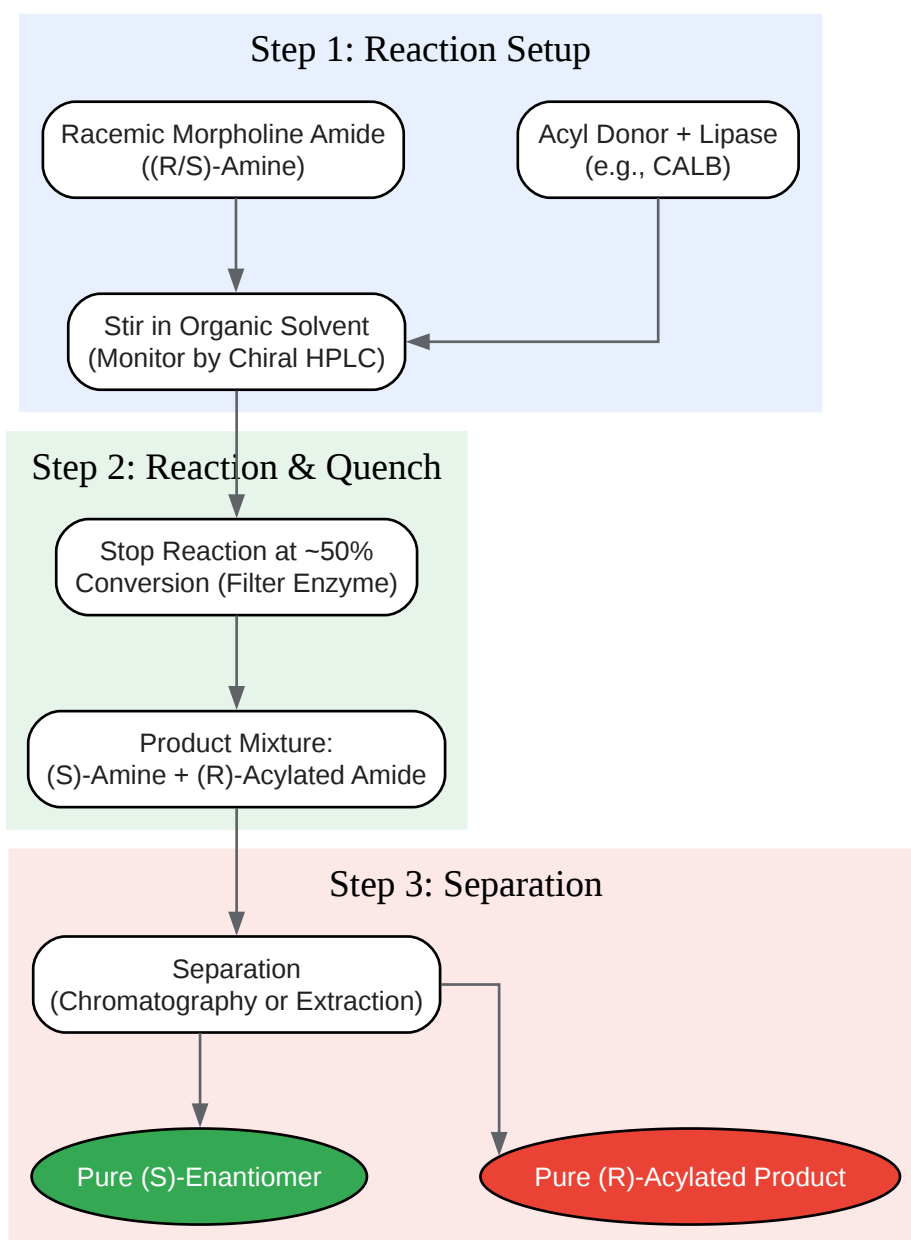 Step 1: Reaction Setup
Racemic Morpholine Amide
((R/S)-Amine)
Acyl Donor + Lipase
(e.g., CALB)
Stir in Organic Solvent
(Monitor by Chiral HPLC)
Step 2: Reaction & Quench
Stop Reaction at ~50%
Conversion (Filter Enzyme)
Product Mixture:
(S)-Amine + (R)-Acylated Amide
Step 3: Separation
Separation
(Chromatography or Extraction)
Pure (S)-Enantiomer
Pure (R)-Acylated Product